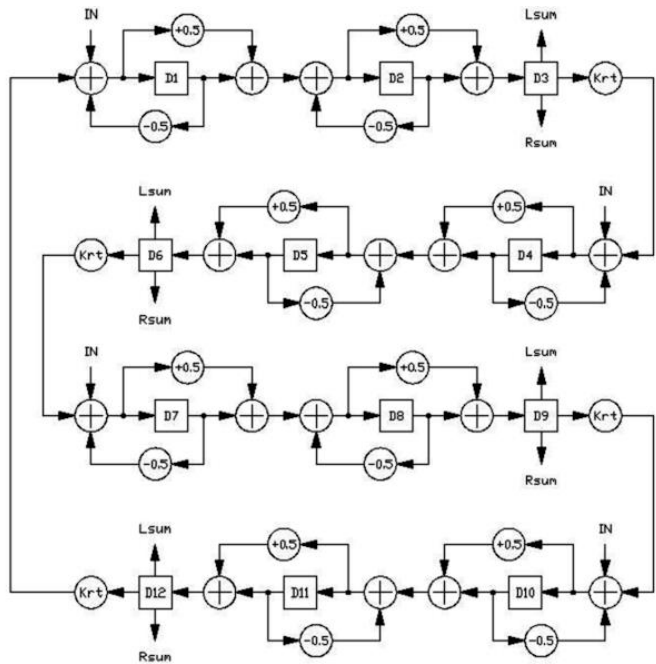 IN +0.5 +0.5 Lsum
D1 D2 D3 Krt
-0.5 -0.5 Rsum
Lsum +0.5 +0.5 IN
Krt D6 D5 D4
Rsum -0.5 -0.5
IN +0.5 +0.5 Lsum
D7 D8 D9 Krt
-0.5 -0.5 Rsum
Lsum +0.5 +0.5 IN
Krt D12 D11 D10
Rsum -0.5 -0.5